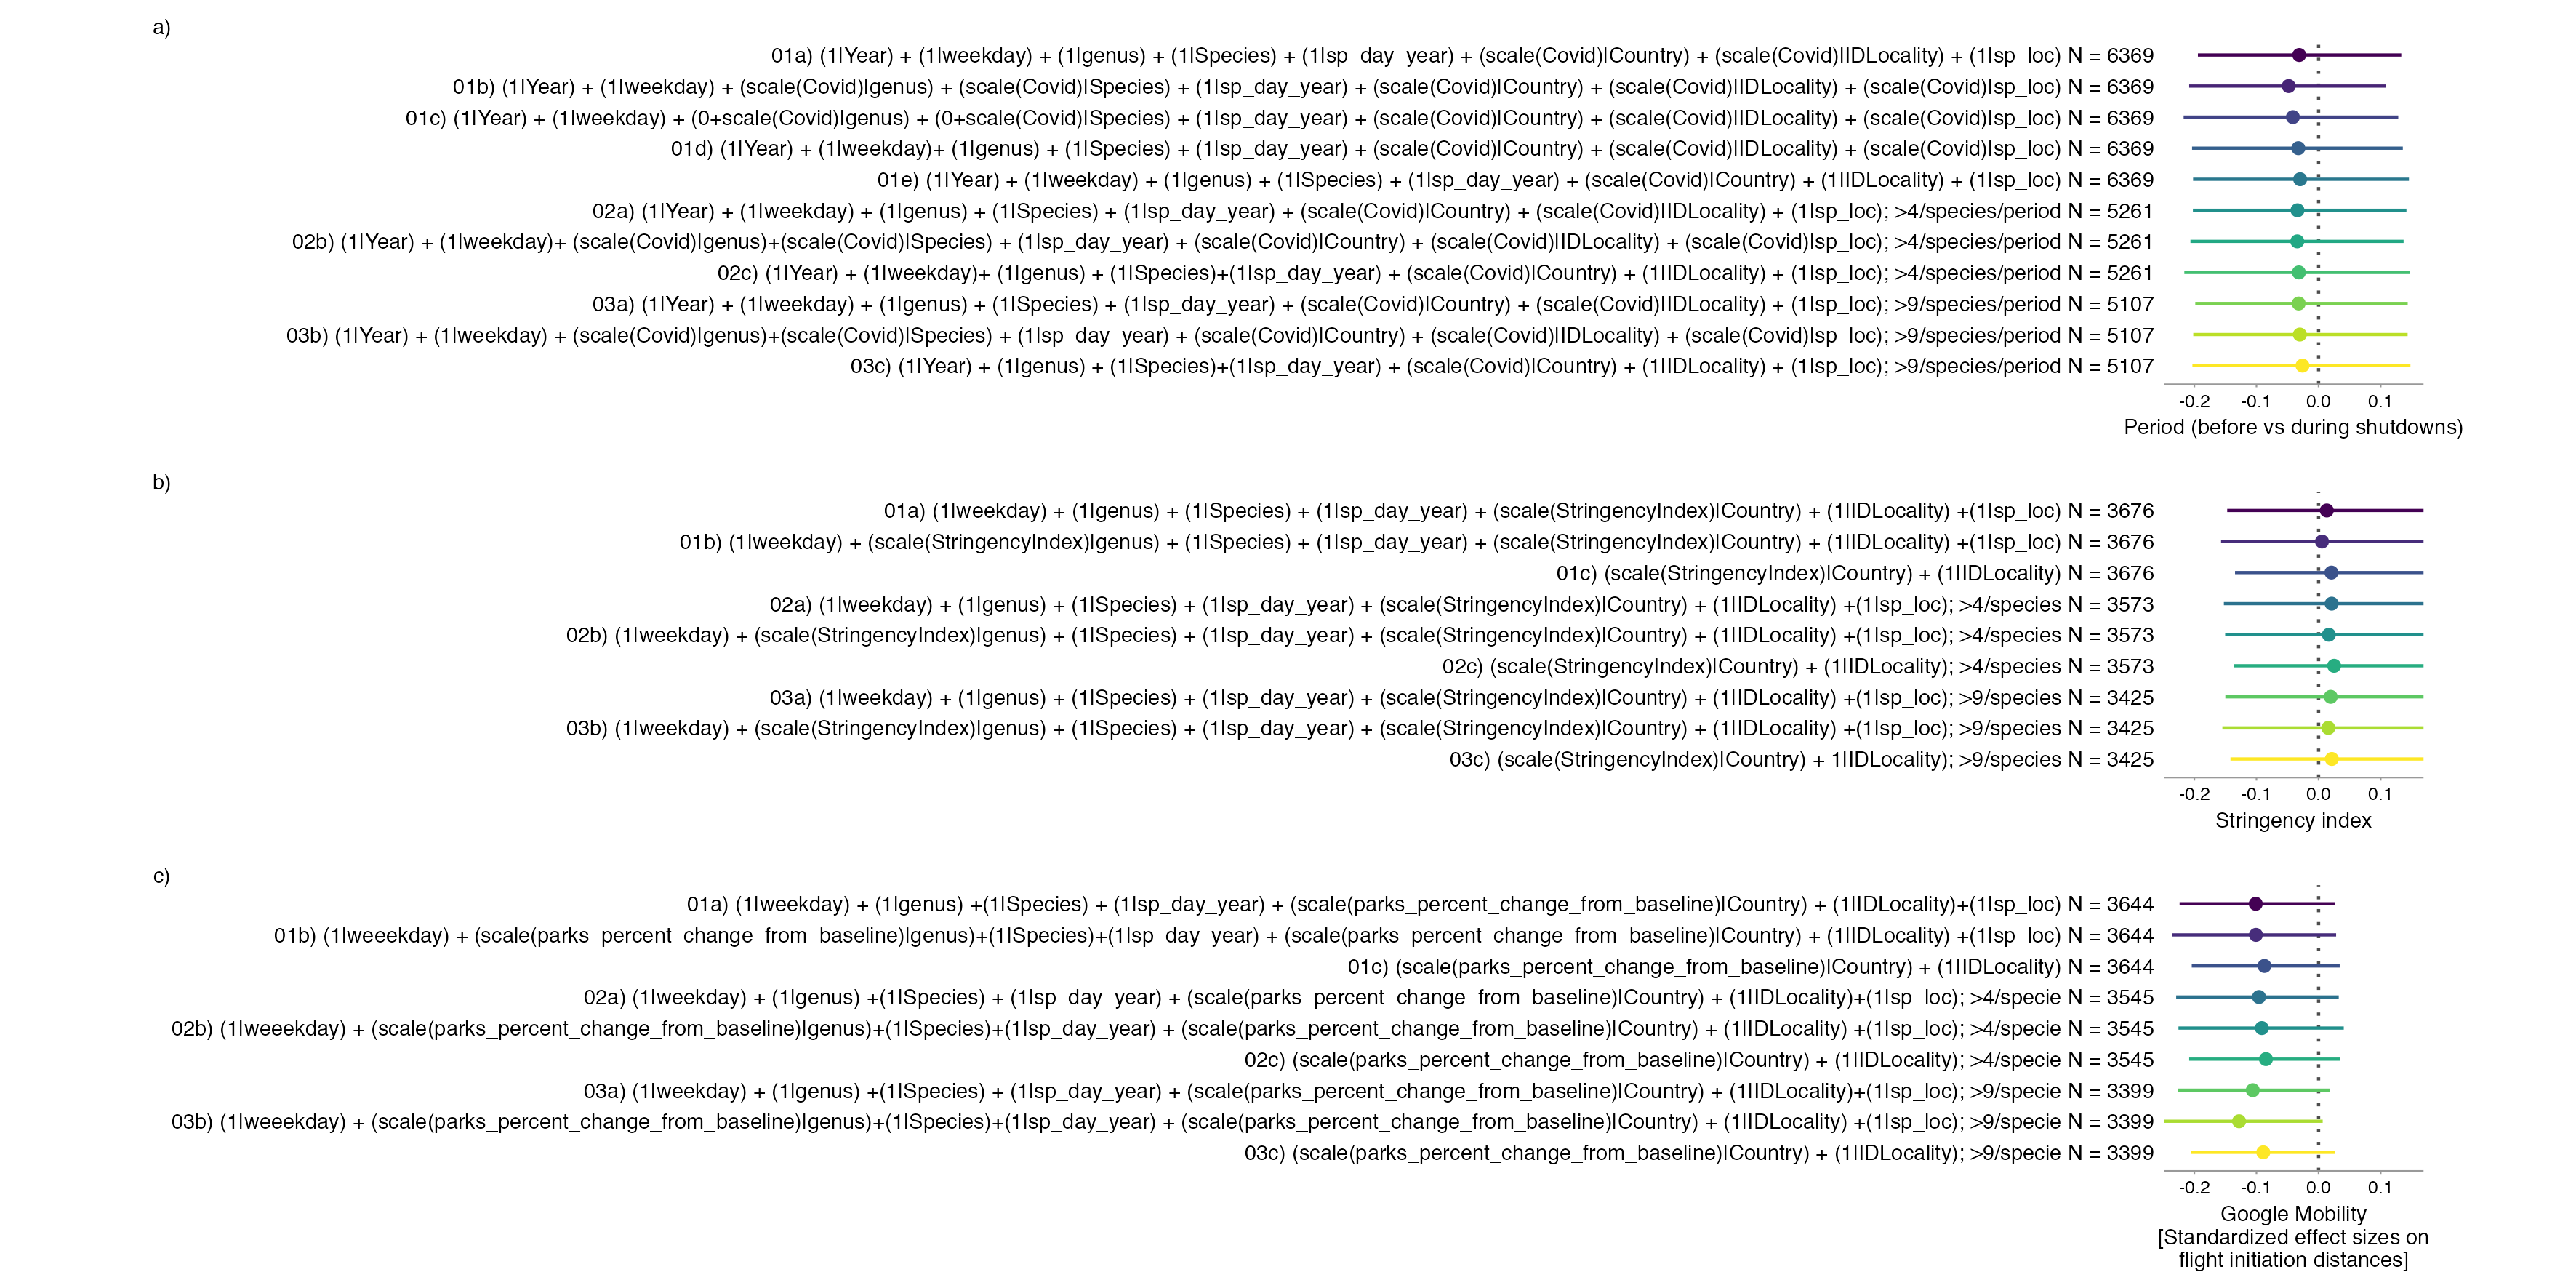 a)
01a) (1|Year) + (1|weekday) + (1|genus) + (1|Species) + (1|sp_day_year) + (scale(Covid)|Country) + (scale(Covid)|IDLocality) + (1|sp_loc) N = 6369
01b) (1|Year) + (1|weekday) + (scale(Covid)|genus) + (scale(Covid)|Species) + (1|sp_day_year) + (scale(Covid)|Country) + (scale(Covid)|IDLocality) + (scale(Covid)|sp_loc) N = 6369
01c) (1|Year) + (1|weekday) + (0+scale(Covid)|genus) + (0+scale(Covid)|Species) + (1|sp_day_year) + (scale(Covid)|Country) + (scale(Covid)|IDLocality) + (scale(Covid)|sp_loc) N = 6369
01d) (1|Year) + (1|weekday)+ (1|genus) + (1|Species) + (1|sp_day_year) + (scale(Covid)|Country) + (scale(Covid)|IDLocality) + (scale(Covid)|sp_loc) N = 6369
01e) (1|Year) + (1|weekday) + (1|genus) + (1|Species) + (1|sp_day_year) + (scale(Covid)|Country) + (1|IDLocality) + (1|sp_loc) N = 6369
02a) (1|Year) + (1|weekday) + (1|genus) + (1|Species) + (1|sp_day_year) + (scale(Covid)|Country) + (scale(Covid)|IDLocality) + (1|sp_loc); >4/species/period N = 5261
02b) (1|Year) + (1|weekday)+ (scale(Covid)|genus)+(scale(Covid)|Species) + (1|sp_day_year) + (scale(Covid)|Country) + (scale(Covid)|IDLocality) + (scale(Covid)|sp_loc); >4/species/period N = 5261
02c) (1|Year) + (1|weekday)+ (1|genus) + (1|Species)+(1|sp_day_year) + (scale(Covid)|Country) + (1|IDLocality) + (1|sp_loc); >4/species/period N = 5261
03a) (1|Year) + (1|weekday) + (1|genus) + (1|Species) + (1|sp_day_year) + (scale(Covid)|Country) + (scale(Covid)|IDLocality) + (1|sp_loc); >9/species/period N = 5107
03b) (1|Year) + (1|weekday) + (scale(Covid)|genus)+(scale(Covid)|Species) + (1|sp_day_year) + (scale(Covid)|Country) + (scale(Covid)|IDLocality) + (scale(Covid)|sp_loc); >9/species/period N = 5107
03c) (1|Year) + (1|genus) + (1|Species)+(1|sp_day_year) + (scale(Covid)|Country) + (1|IDLocality) + (1|sp_loc); >9/species/period N = 5107
-0.2 -0.1 0.0 0.1
Period (before vs during shutdowns)
b)
01a) (1|weekday) + (1|genus) + (1|Species) + (1|sp_day_year) + (scale(StringencyIndex)|Country) + (1|IDLocality) +(1|sp_loc) N = 3676
01b) (1|weekday) + (scale(StringencyIndex)|genus) + (1|Species) + (1|sp_day_year) + (scale(StringencyIndex)|Country) + (1|IDLocality) +(1|sp_loc) N = 3676
01c) (scale(StringencyIndex)|Country) + (1|IDLocality) N = 3676
02a) (1|weekday) + (1|genus) + (1|Species) + (1|sp_day_year) + (scale(StringencyIndex)|Country) + (1|IDLocality) +(1|sp_loc); >4/species N = 3573
02b) (1|weekday) + (scale(StringencyIndex)|genus) + (1|Species) + (1|sp_day_year) + (scale(StringencyIndex)|Country) + (1|IDLocality) +(1|sp_loc); >4/species N = 3573
02c) (scale(StringencyIndex)|Country) + (1|IDLocality); >4/species N = 3573
03a) (1|weekday) + (1|genus) + (1|Species) + (1|sp_day_year) + (scale(StringencyIndex)|Country) + (1|IDLocality) +(1|sp_loc); >9/species N = 3425
03b) (1|weekday) + (scale(StringencyIndex)|genus) + (1|Species) + (1|sp_day_year) + (scale(StringencyIndex)|Country) + (1|IDLocality) +(1|sp_loc); >9/species N = 3425
03c) (scale(StringencyIndex)|Country) + 1|IDLocality); >9/species N = 3425
-0.2 -0.1 0.0 0.1
Stringency index
c)
01a) (1|weekday) + (1|genus) +(1|Species) + (1|sp_day_year) + (scale(parks_percent_change_from_baseline)|Country) + (1|IDLocality)+(1|sp_loc) N = 3644
01b) (1|weeekday) + (scale(parks_percent_change_from_baseline)|genus)+(1|Species)+(1|sp_day_year) + (scale(parks_percent_change_from_baseline)|Country) + (1|IDLocality) +(1|sp_loc) N = 3644
01c) (scale(parks_percent_change_from_baseline)|Country) + (1|IDLocality) N = 3644
02a) (1|weekday) + (1|genus) +(1|Species) + (1|sp_day_year) + (scale(parks_percent_change_from_baseline)|Country) + (1|IDLocality)+(1|sp_loc); >4/specie N = 3545
02b) (1|weeekday) + (scale(parks_percent_change_from_baseline)|genus)+(1|Species)+(1|sp_day_year) + (scale(parks_percent_change_from_baseline)|Country) + (1|IDLocality) +(1|sp_loc); >4/specie N = 3545
02c) (scale(parks_percent_change_from_baseline)|Country) + (1|IDLocality); >4/specie N = 3545
03a) (1|weekday) + (1|genus) +(1|Species) + (1|sp_day_year) + (scale(parks_percent_change_from_baseline)|Country) + (1|IDLocality)+(1|sp_loc); >9/specie N = 3399
03b) (1|weeekday) + (scale(parks_percent_change_from_baseline)|genus)+(1|Species)+(1|sp_day_year) + (scale(parks_percent_change_from_baseline)|Country) + (1|IDLocality) +(1|sp_loc); >9/specie N = 3399
03c) (scale(parks_percent_change_from_baseline)|Country) + (1|IDLocality); >9/specie N = 3399
-0.2 -0.1 0.0 0.1
Google Mobility
[Standardized effect sizes on
flight initiation distances]